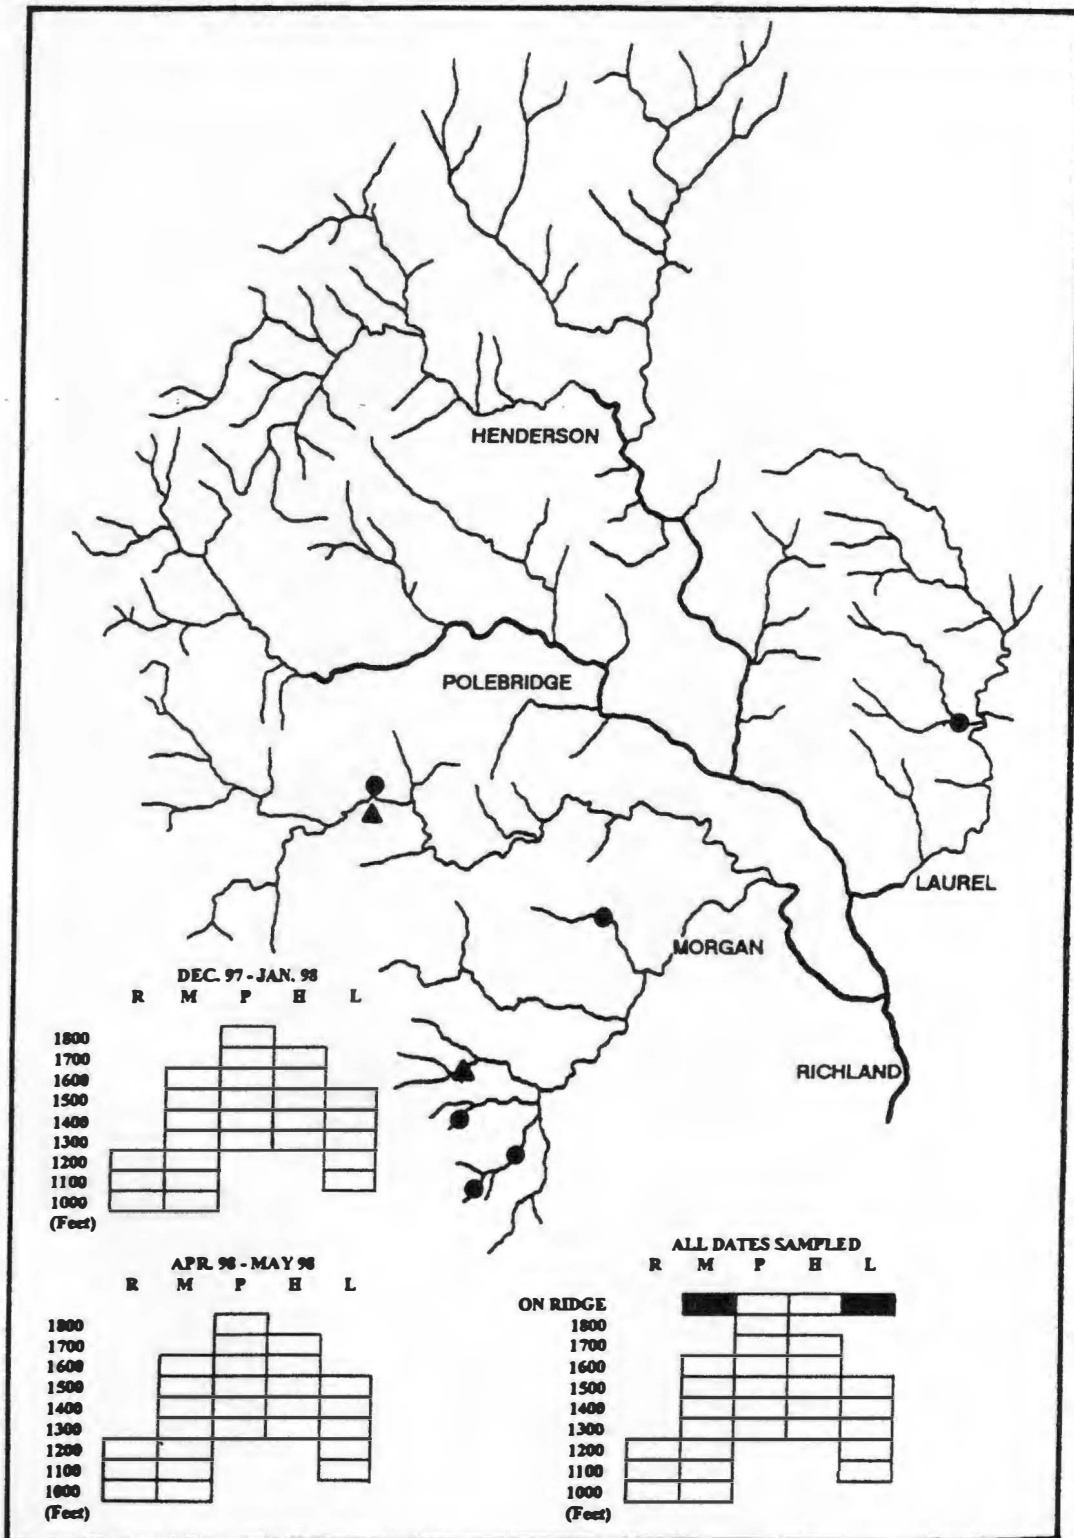 HENDERSON
POLEBRIDGE
LAUREL
MORGAN
RICHLAND
DEC. 97 - JAN. 98
R M P H L
1800
1700
1600
1500
1400
1300
1200
1100
1000
(Feet)
APR. 98 - MAY 98
R M P H L
1800
1700
1600
1500
1400
1300
1200
1100
1000
(Feet)
ALL DATES SAMPLED
R M P H L
ON RIDGE
1800
1700
1600
1500
1400
1300
1200
1100
1000
(Feet)